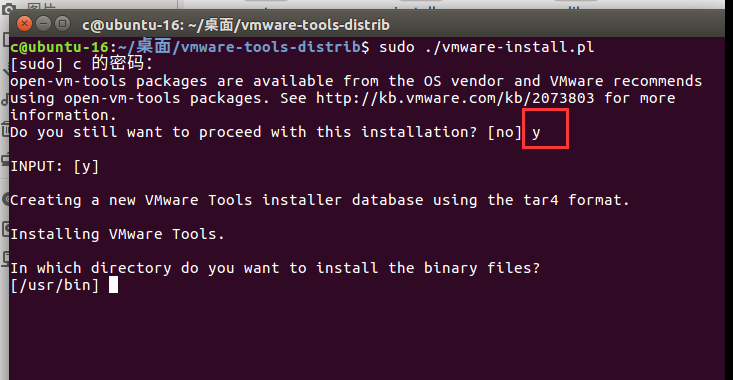 c@ubuntu-16: ~/桌面/vmware-tools-distrib
c@ubuntu-16:~/桌面/vmware-tools-distrib$ sudo ./vmware-install.pl
[sudo] c 的密码：
open-vm-tools packages are available from the OS vendor and VMware recommends
using open-vm-tools packages. See http://kb.vmware.com/kb/2073803 for more
information.
Do you still want to proceed with this installation? [no] y
INPUT: [y]
Creating a new VMware Tools installer database using the tar4 format.
Installing VMware Tools.
In which directory do you want to install the binary files?
[/usr/bin]